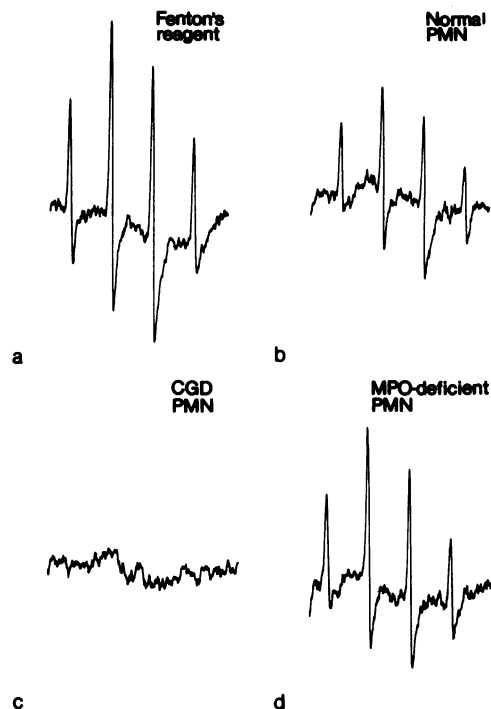 Fenton's
reagent
Normal
PMN
a
b
CGD
PMN
MPO-deficient
PMN
c
d